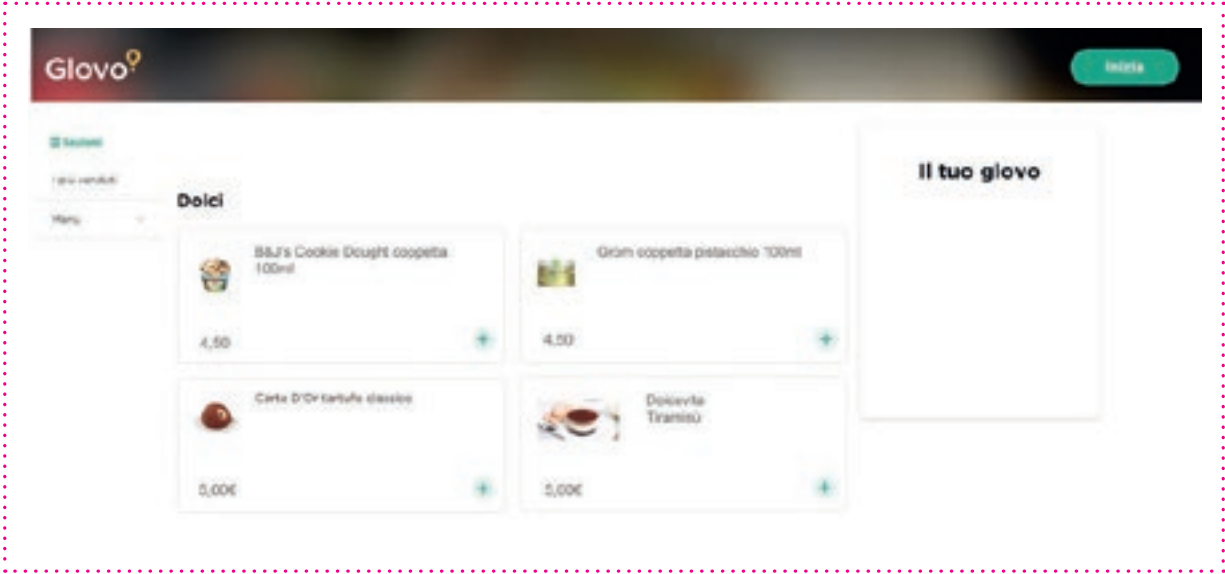 Glovo
Inizia
Sezioni
I più venduti
Menu
Il tuo glovo
Dolci
B&J's Cookie Dought coppetta
100ml
4,50
Grom coppetta pistacchio 100ml
4,50
Carte D'Or tartufo classico
5,00€
Dolcevita
Tiramisù
5,00€